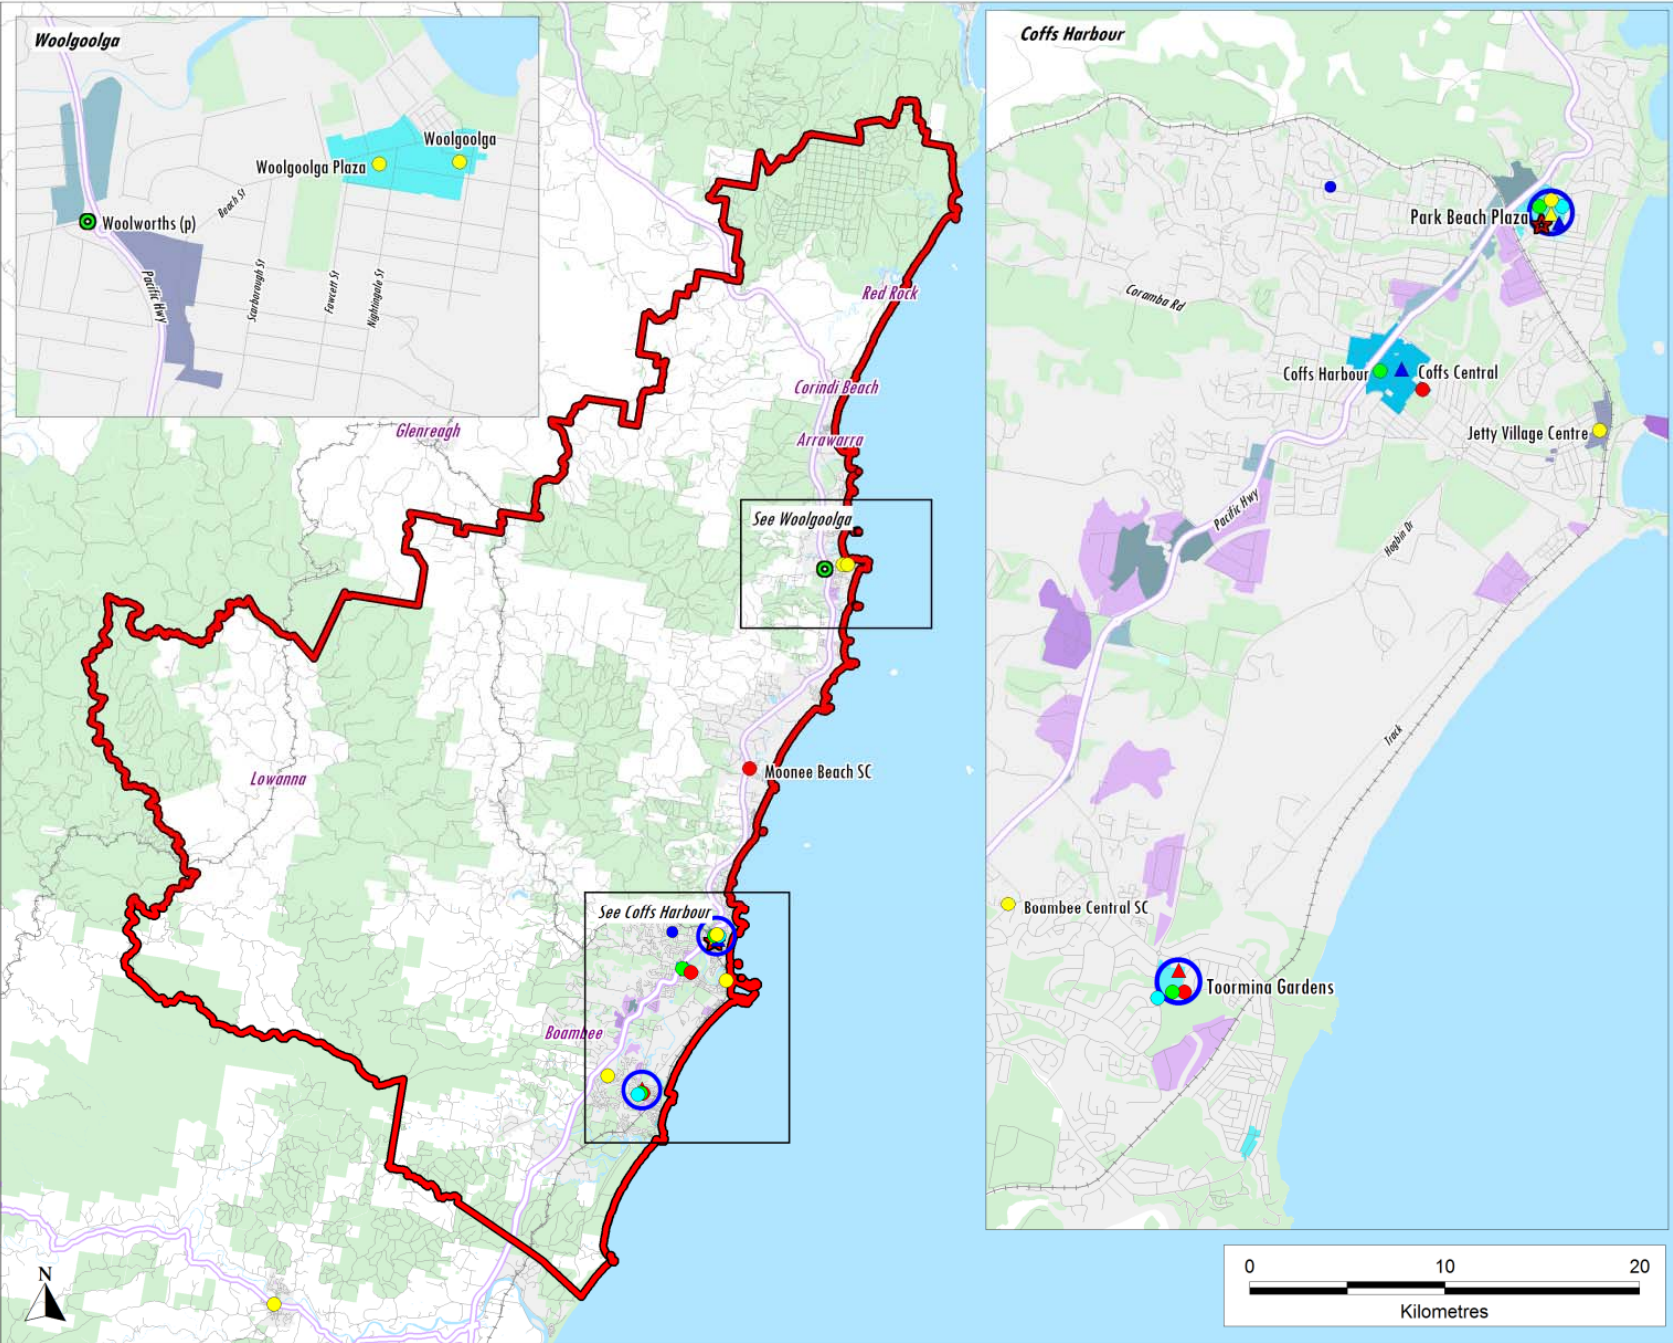 Woolgoolga
Woolgoolga
Woolgoolga Plaza
Beach St
Woolworths (p)
Pacific Hwy
Scarborough St
Fawcett St
Nightingale St
Glenreagh
Red Rock
Corindi Beach
Arrawarra
See Woolgoolga
Lowanna
Moonee Beach SC
See Coffs Harbour
Boambee
N
Coffs Harbour
Park Beach Plaza
Coramba Rd
Coffs Harbour
Coffs Central
Jetty Village Centre
Pacific Hwy
Hogbin Dr
Track
Boambee Central SC
Toormina Gardens
0 10 20
Kilometres